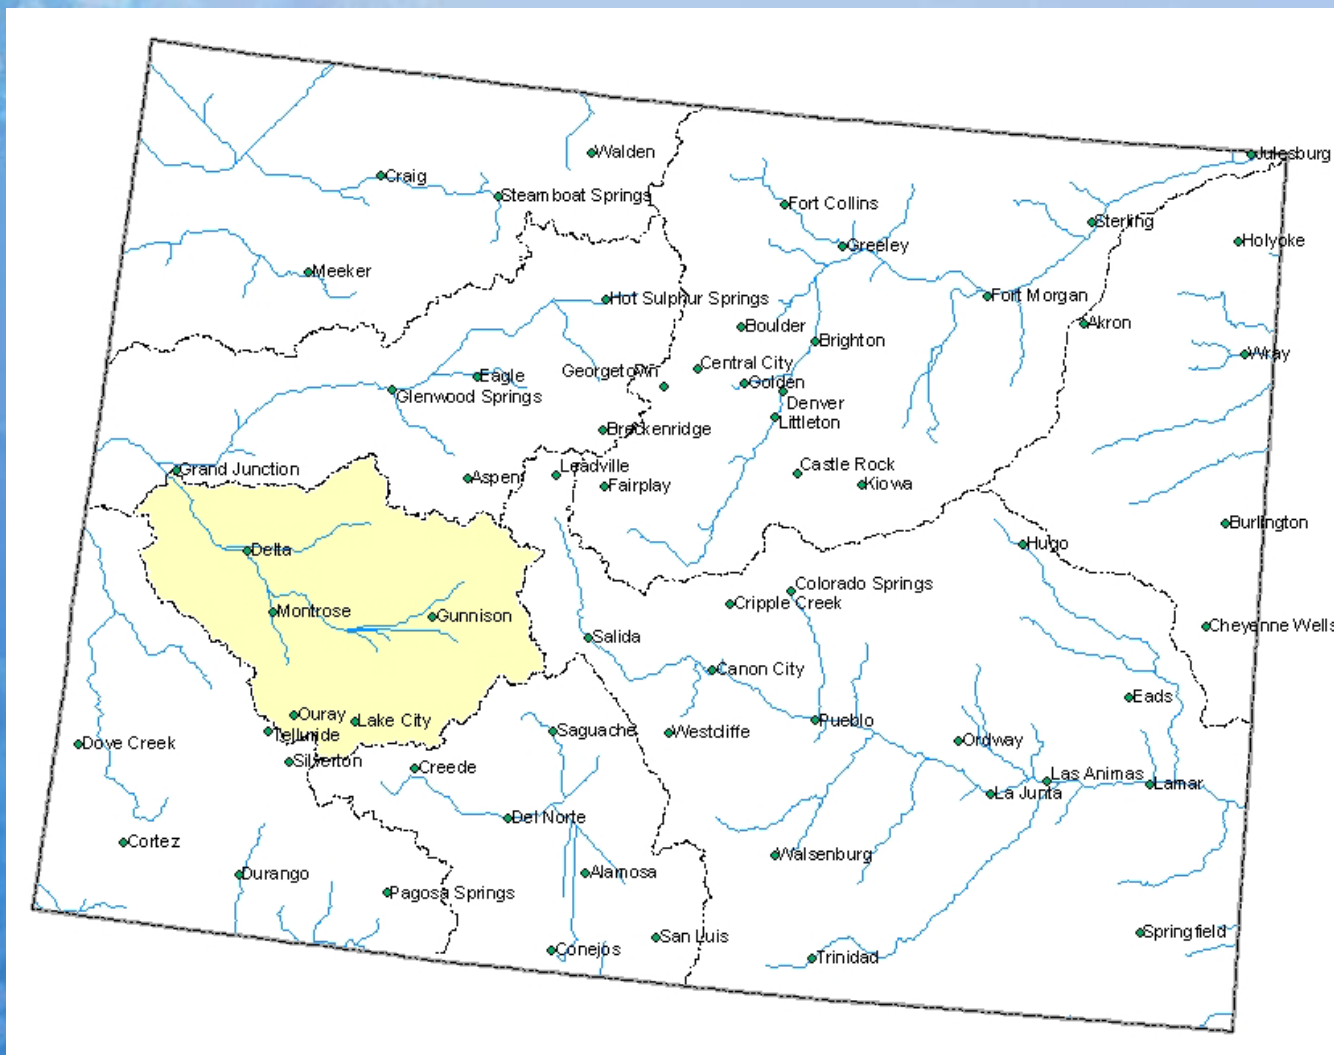 Julesburg
Walden
Craig
Steamboat Springs
Fort Collins
Sterling
Holyoke
Greeley
Meeker
Hot Sulphur Springs
Fort Morgan
Boulder
Akron
Brighton
Wray
Central City
Georgetown
Eagle
Golden
Glenwood Springs
Denver
Littleton
Breckenridge
Grand Junction
Leadville
Castle Rock
Aspen
Fairplay
Kiowa
Burlington
Delta
Hugo
Colorado Springs
Cripple Creek
Montrose
Gunnison
Cheyenne Wells
Salida
Canon City
Eads
Ouray
Lake City
Pueblo
Telluride
Saguache
Westcliffe
Ordway
Dove Creek
Silverton
Creede
Las Animas
Lamar
La Junta
Del Norte
Cortez
Walsenburg
Durango
Alamosa
Pagosa Springs
Springfield
San Luis
Conejos
Trinidad